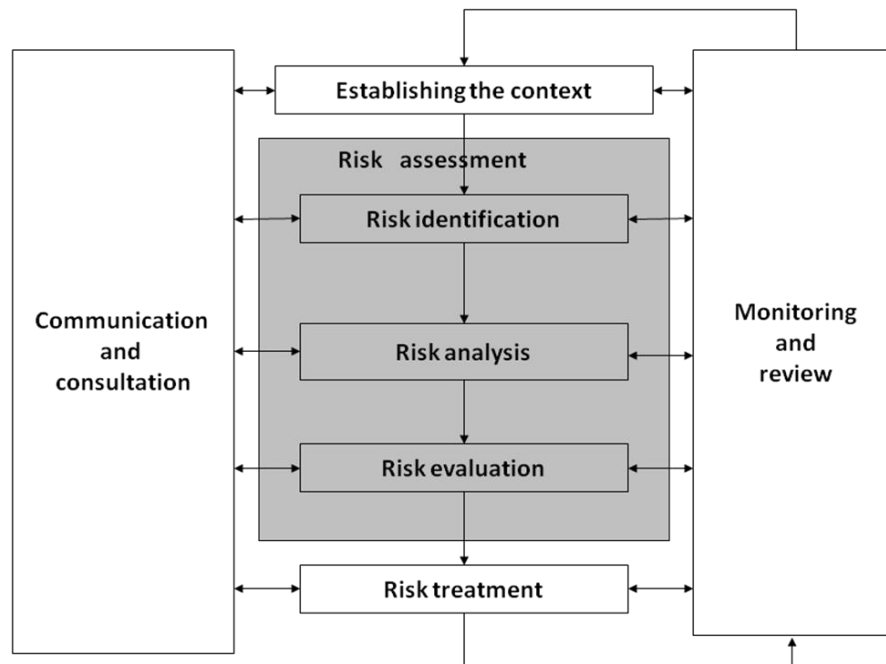 Establishing the context
Risk assessment
Risk identification
Communication
and
consultation
Risk analysis
Monitoring
and
review
Risk evaluation
Risk treatment